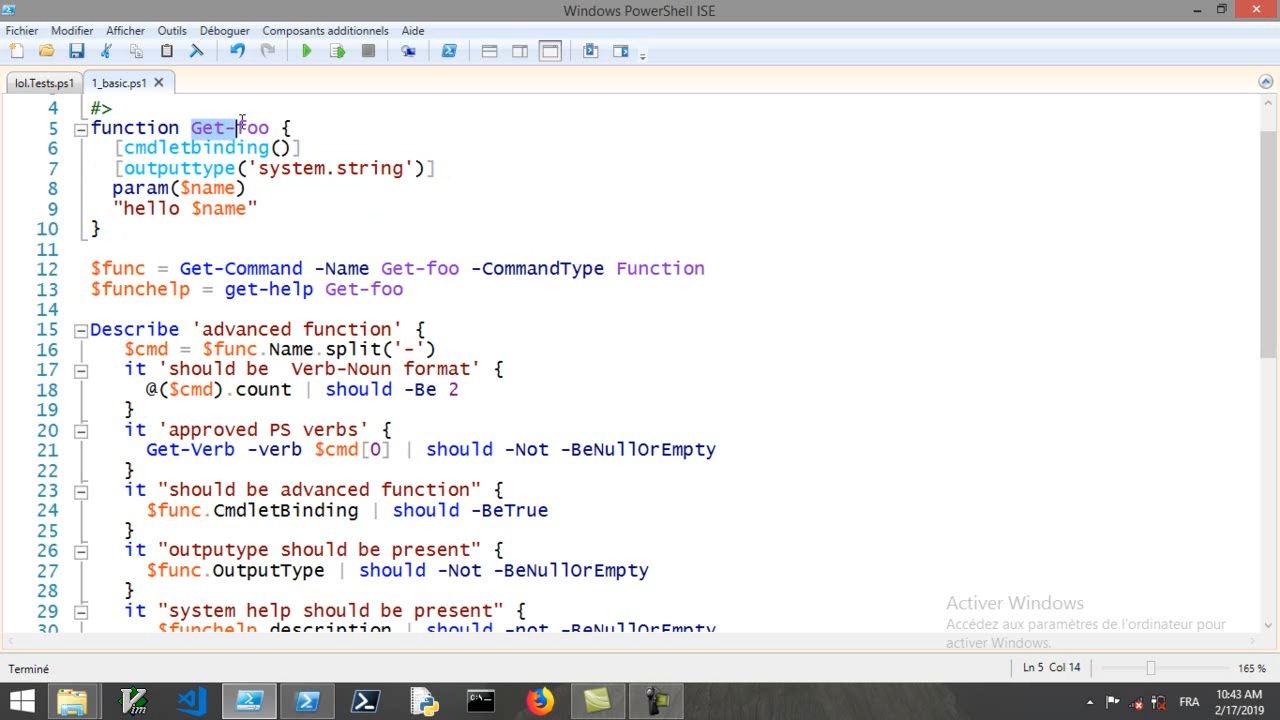 Windows PowerShell ISE
Fichier Modifier Afficher Outils Déboguer Composants additionnels Aide
lol.Tests.ps1 1_basic.ps1
4 #>
5 function Get-foo {
6 [cmdletbinding()]
7 [outputtype('system.string')]
8 param($name)
9 "hello $name"
10 }
11
12 $func = Get-Command -Name Get-foo -CommandType Function
13 $funchelp = get-help Get-foo
14
15 Describe 'advanced function' {
16 $cmd = $func.Name.split('-')
17 it 'should be  Verb-Noun format' {
18 @($cmd).count | should -Be 2
19 }
20 it 'approved PS verbs' {
21 Get-Verb -verb $cmd[0] | should -Not -BeNullOrEmpty
22 }
23 it "should be advanced function" {
24 $func.CmdletBinding | should -BeTrue
25 }
26 it "outputype should be present" {
27 $func.OutputType | should -Not -BeNullOrEmpty
28 }
29 it "system help should be present" {
30 $funchelp.description | should -not -BeNullOrEmpty
Activer Windows
Accédez aux paramètres de l'ordinateur pour
activer Windows.
Terminé
Ln 5 Col 14
165 %
FRA
10:43 AM
2/17/2019